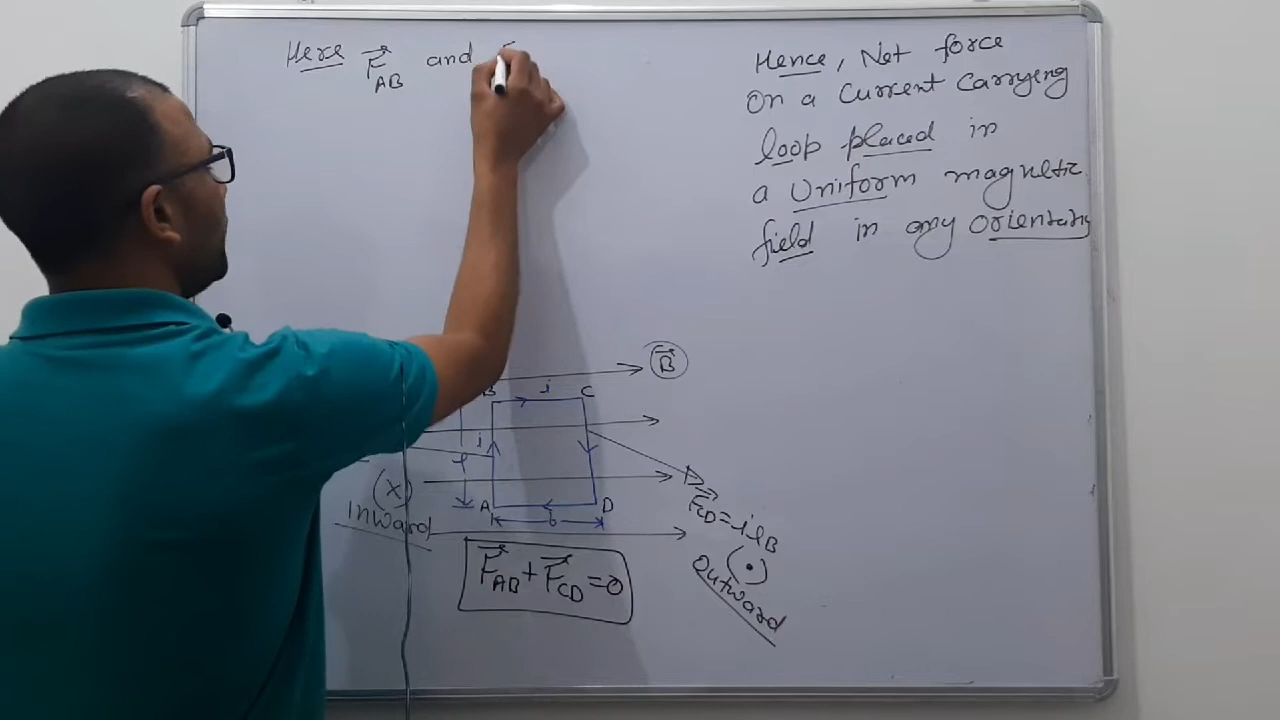 Here F⃗AB and
Hence, Net force
on a current carrying
loop placed in
a Uniform magnetic
field in any
B⃗
B i C
i
l
(×)
Inward
A D
b
F⃗CD = ilB
(•)
Outward
F⃗AB + F⃗CD = 0